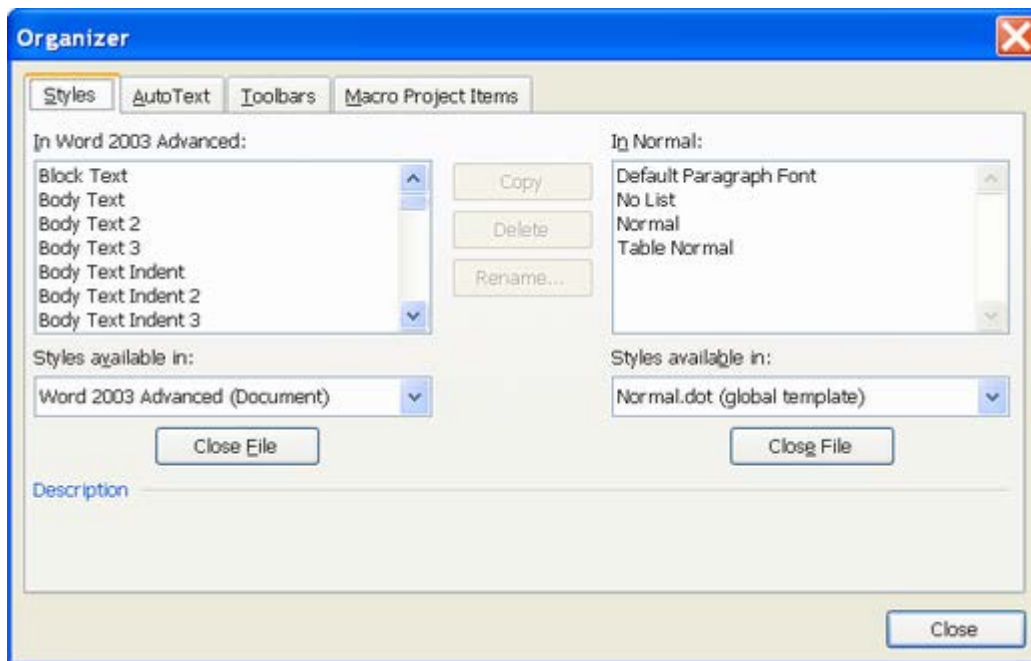 Organizer
Styles AutoText Toolbars Macro Project Items
In Word 2003 Advanced:
Block Text
Body Text
Body Text 2
Body Text 3
Body Text Indent
Body Text Indent 2
Body Text Indent 3
Styles available in:
Word 2003 Advanced (Document)
Close File
Copy
Delete
Rename...
In Normal:
Default Paragraph Font
No List
Normal
Table Normal
Styles available in:
Normal.dot (global template)
Close File
Description
Close